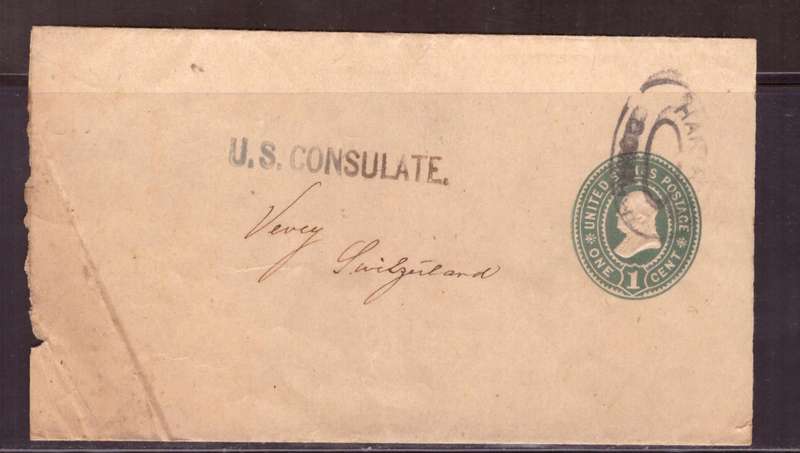 U.S. CONSULATE.
Vevey
Switzerland
UNITED STATES POSTAGE
ONE 1 CENT